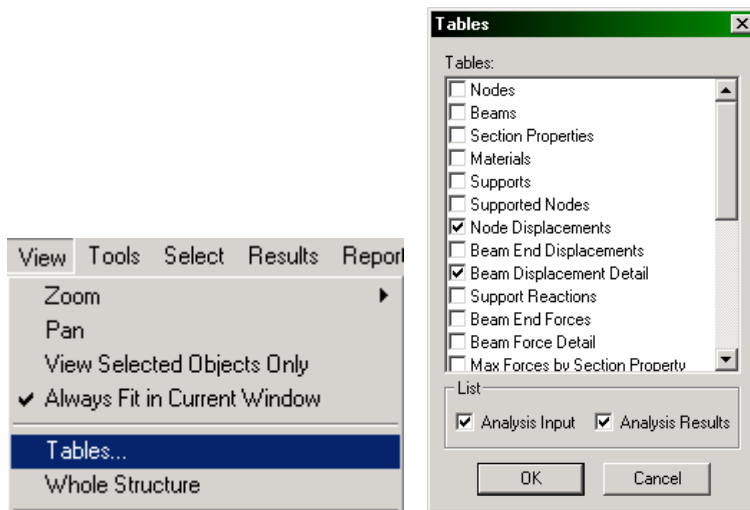 View Tools Select Results Repor
Zoom
Pan
View Selected Objects Only
Always Fit in Current Window
Tables...
Whole Structure
Tables
Tables:
Nodes
Beams
Section Properties
Materials
Supports
Supported Nodes
Node Displacements
Beam End Displacements
Beam Displacement Detail
Support Reactions
Beam End Forces
Beam Force Detail
Max Forces by Section Property
List
Analysis Input Analysis Results
OK Cancel